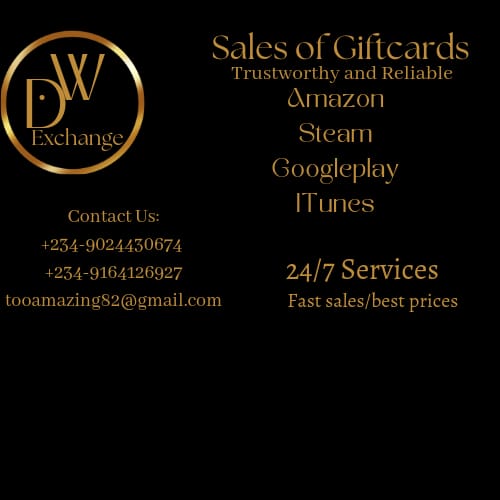 DW
Exchange
Sales of Giftcards
Trustworthy and Reliable
Amazon
Steam
Googleplay
ITunes
Contact Us:
+234-9024430674
+234-9164126927
tooamazing82@gmail.com
24/7 Services
Fast sales/best prices